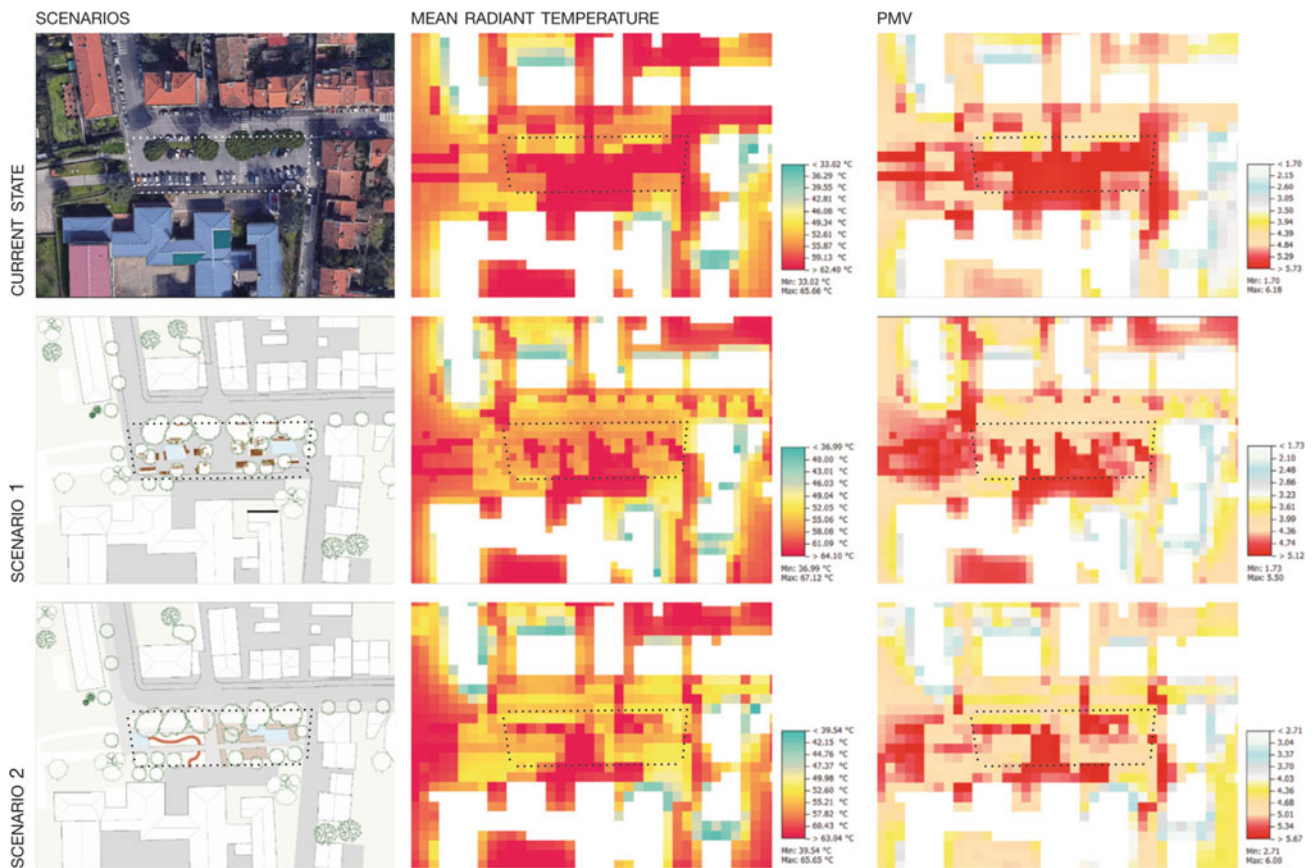 SCENARIOS
MEAN RADIANT TEMPERATURE
PMV
CURRENT STATE
< 33.02 °C
36.29 °C
39.55 °C
42.81 °C
46.08 °C
49.34 °C
52.61 °C
55.87 °C
59.13 °C
> 62.40 °C
Min: 33.02 °C
Max: 65.66 °C
< 1.70
2.15
2.60
3.05
3.50
3.94
4.39
4.84
5.29
> 5.73
Min: 1.70
Max: 6.18
SCENARIO 1
< 36.99 °C
40.00 °C
43.01 °C
46.03 °C
49.04 °C
52.05 °C
55.06 °C
58.08 °C
61.09 °C
> 64.10 °C
Min: 36.99 °C
Max: 67.12 °C
< 1.73
2.10
2.48
2.86
3.23
3.61
3.99
4.36
4.74
> 5.12
Min: 1.73
Max: 5.50
SCENARIO 2
< 39.54 °C
42.15 °C
44.76 °C
47.37 °C
49.98 °C
52.60 °C
55.21 °C
57.82 °C
60.43 °C
> 63.04 °C
Min: 39.54 °C
Max: 65.65 °C
< 2.71
3.04
3.37
3.70
4.03
4.36
4.68
5.01
5.34
> 5.67
Min: 2.71
Max: 6.00